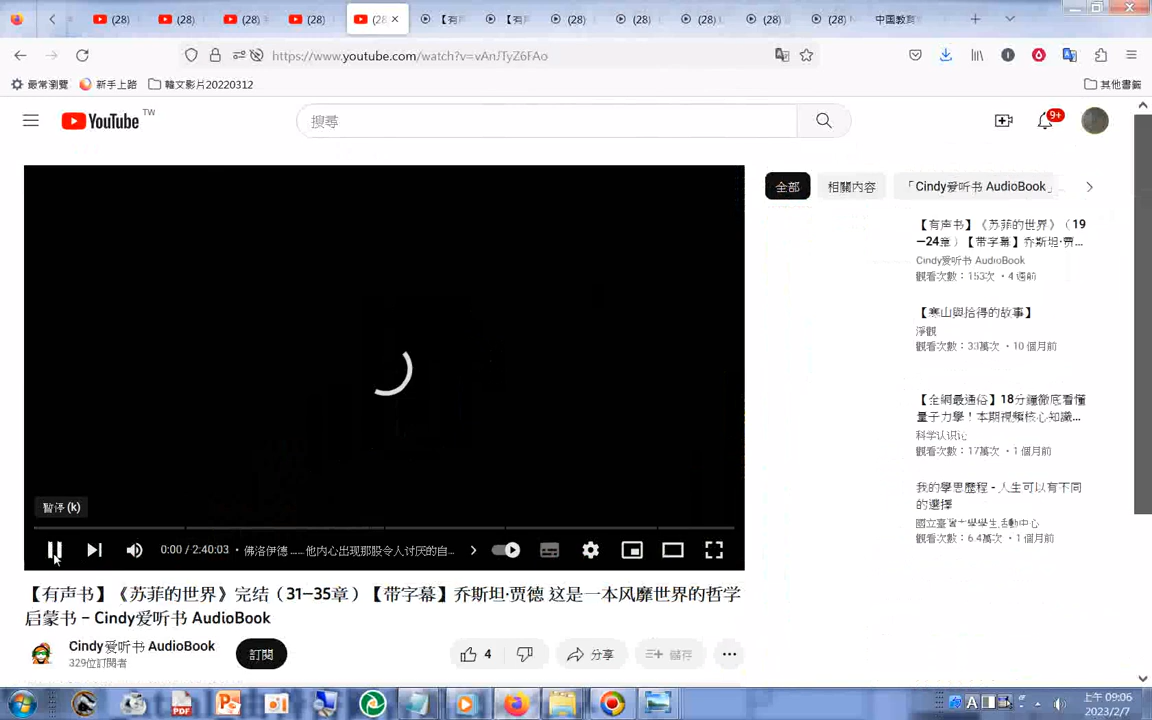 (28)
(28)
(28)
(28)
(28
【有
【有
(28)
(28)
(28)
(28)
(28)
中国教育
https://www.youtube.com/watch?v=vAnJTyZ6FAo
最常瀏覽
新手上路
韓文影片20220312
其他書籤
YouTube TW
搜尋
9+
全部
相關內容
「Cindy爱听书 AudioBook」
【有声书】《苏菲的世界》（19
—24章）【带字幕】乔斯坦·贾...
Cindy爱听书 AudioBook
觀看次數：153次 · 4 週前
【寒山與拾得的故事】
淨觀
觀看次數：33萬次 · 10 個月前
【全網最通俗】18分鐘徹底看懂
量子力學！本期視頻核心知識...
科学认识论
觀看次數：17萬次 · 1 個月前
我的學思歷程 - 人生可以有不同
的選擇
國立臺 學學生活動中心
觀看次數：6.4萬次 · 1 個月前
暫停 (k)
0:00 / 2:40:03 · 佛洛伊德 ……他内心出现那股令人讨厌的自...
【有声书】《苏菲的世界》完结（31—35章）【带字幕】乔斯坦·贾德 这是一本风靡世界的哲学
启蒙书 – Cindy爱听书 AudioBook
Cindy爱听书 AudioBook
329位訂閱者
訂閱
4
分享
儲存
PDF
A
上午 09:06
2023/2/7